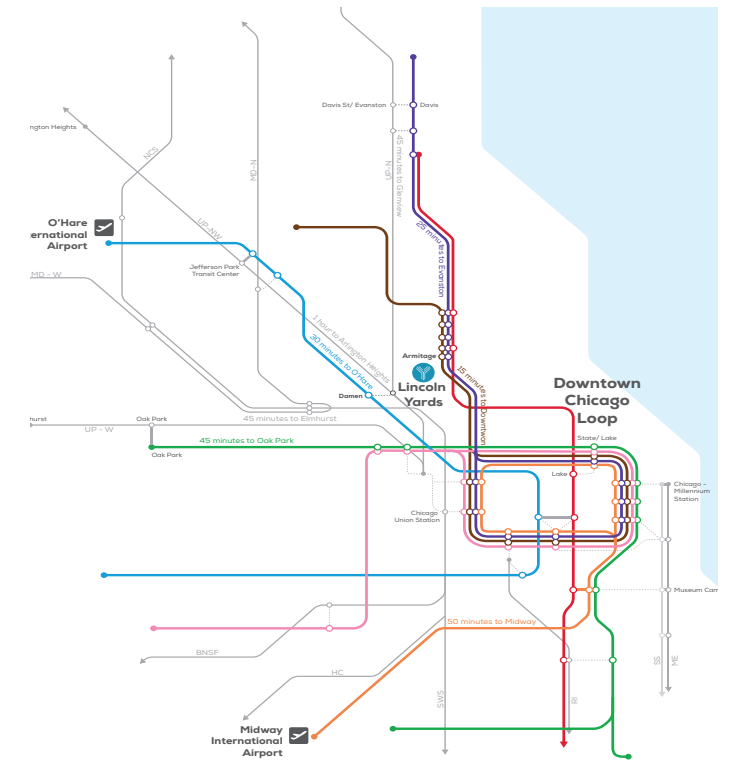 Davis St/ Evanston
Davis
ngton Heights
NCS
MD-N
UP-N
45 minutes to Glenview
UP-NW
25 minutes to Evanston
O'Hare
ernational
Airport
Jefferson Park
Transit Center
MD - W
1 hour to Arlington Heights
30 minutes to O'Hare
Armitage
15 minutes to Downtown
Lincoln
Yards
Damen
Downtown
Chicago
Loop
hurst
UP - W
Oak Park
45 minutes to Elmhurst
45 minutes to Oak Park
Oak Park
State/ Lake
Lake
Chicago -
Millennium
Station
Chicago
Union Station
Museum Cam
50 minutes to Midway
BNSF
HC
SWS
RI
SS
ME
Midway
International
Airport